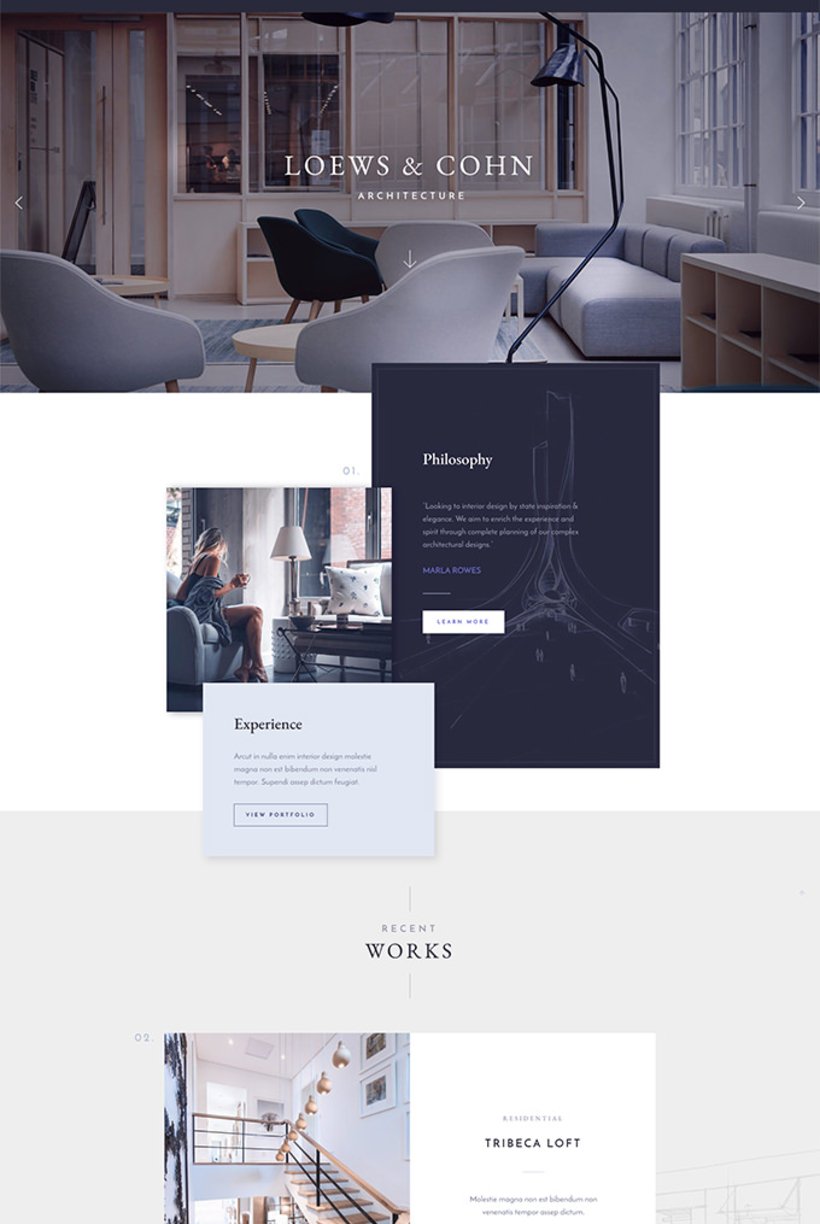 LOEWS & COHN
ARCHITECTURE
01.
Philosophy
"Looking to interior design by state inspiration &
elegance. We aim to enrich the experience and
spirit through complete planning of our complex
architectural designs."
MARLA ROWES
LEARN MORE
Experience
Arcut in nulla enim interior design molestie
magna non est bibendum non venenatis nisl
tempor. Supendi assep dictum feugiat.
VIEW PORTFOLIO
RECENT
WORKS
02.
RESIDENTIAL
TRIBECA LOFT
Molestie magna non est bibendum non
venenatis tempor assep dictum.